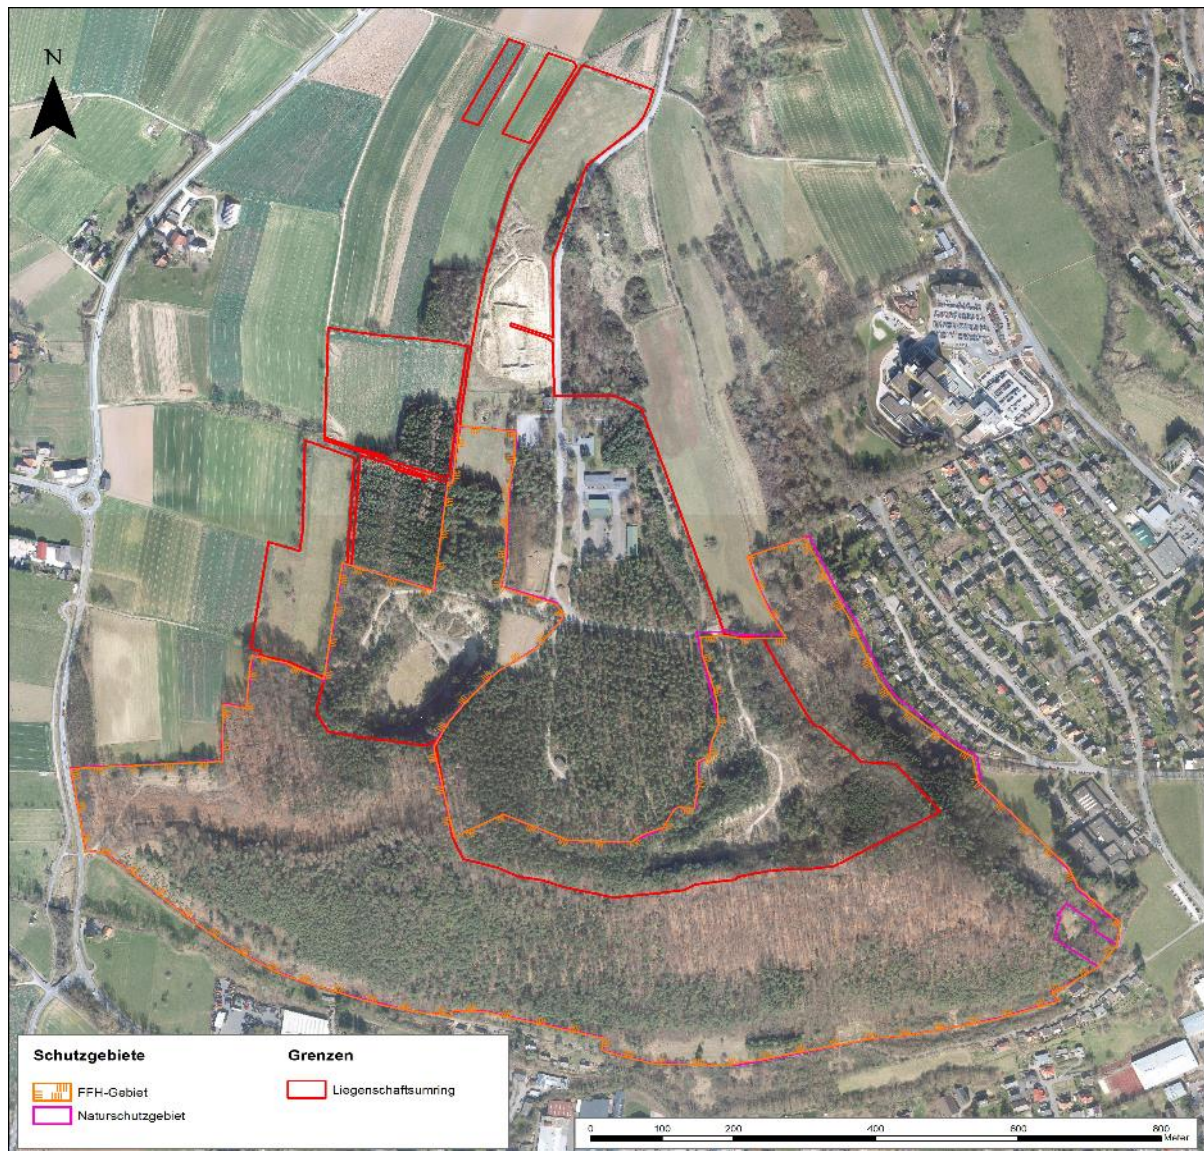 N
Schutzgebiete
FFH-Gebiet
Naturschutzgebiet
Grenzen
Liegenschaftsumring
0 100 200 400 600 800
Meter